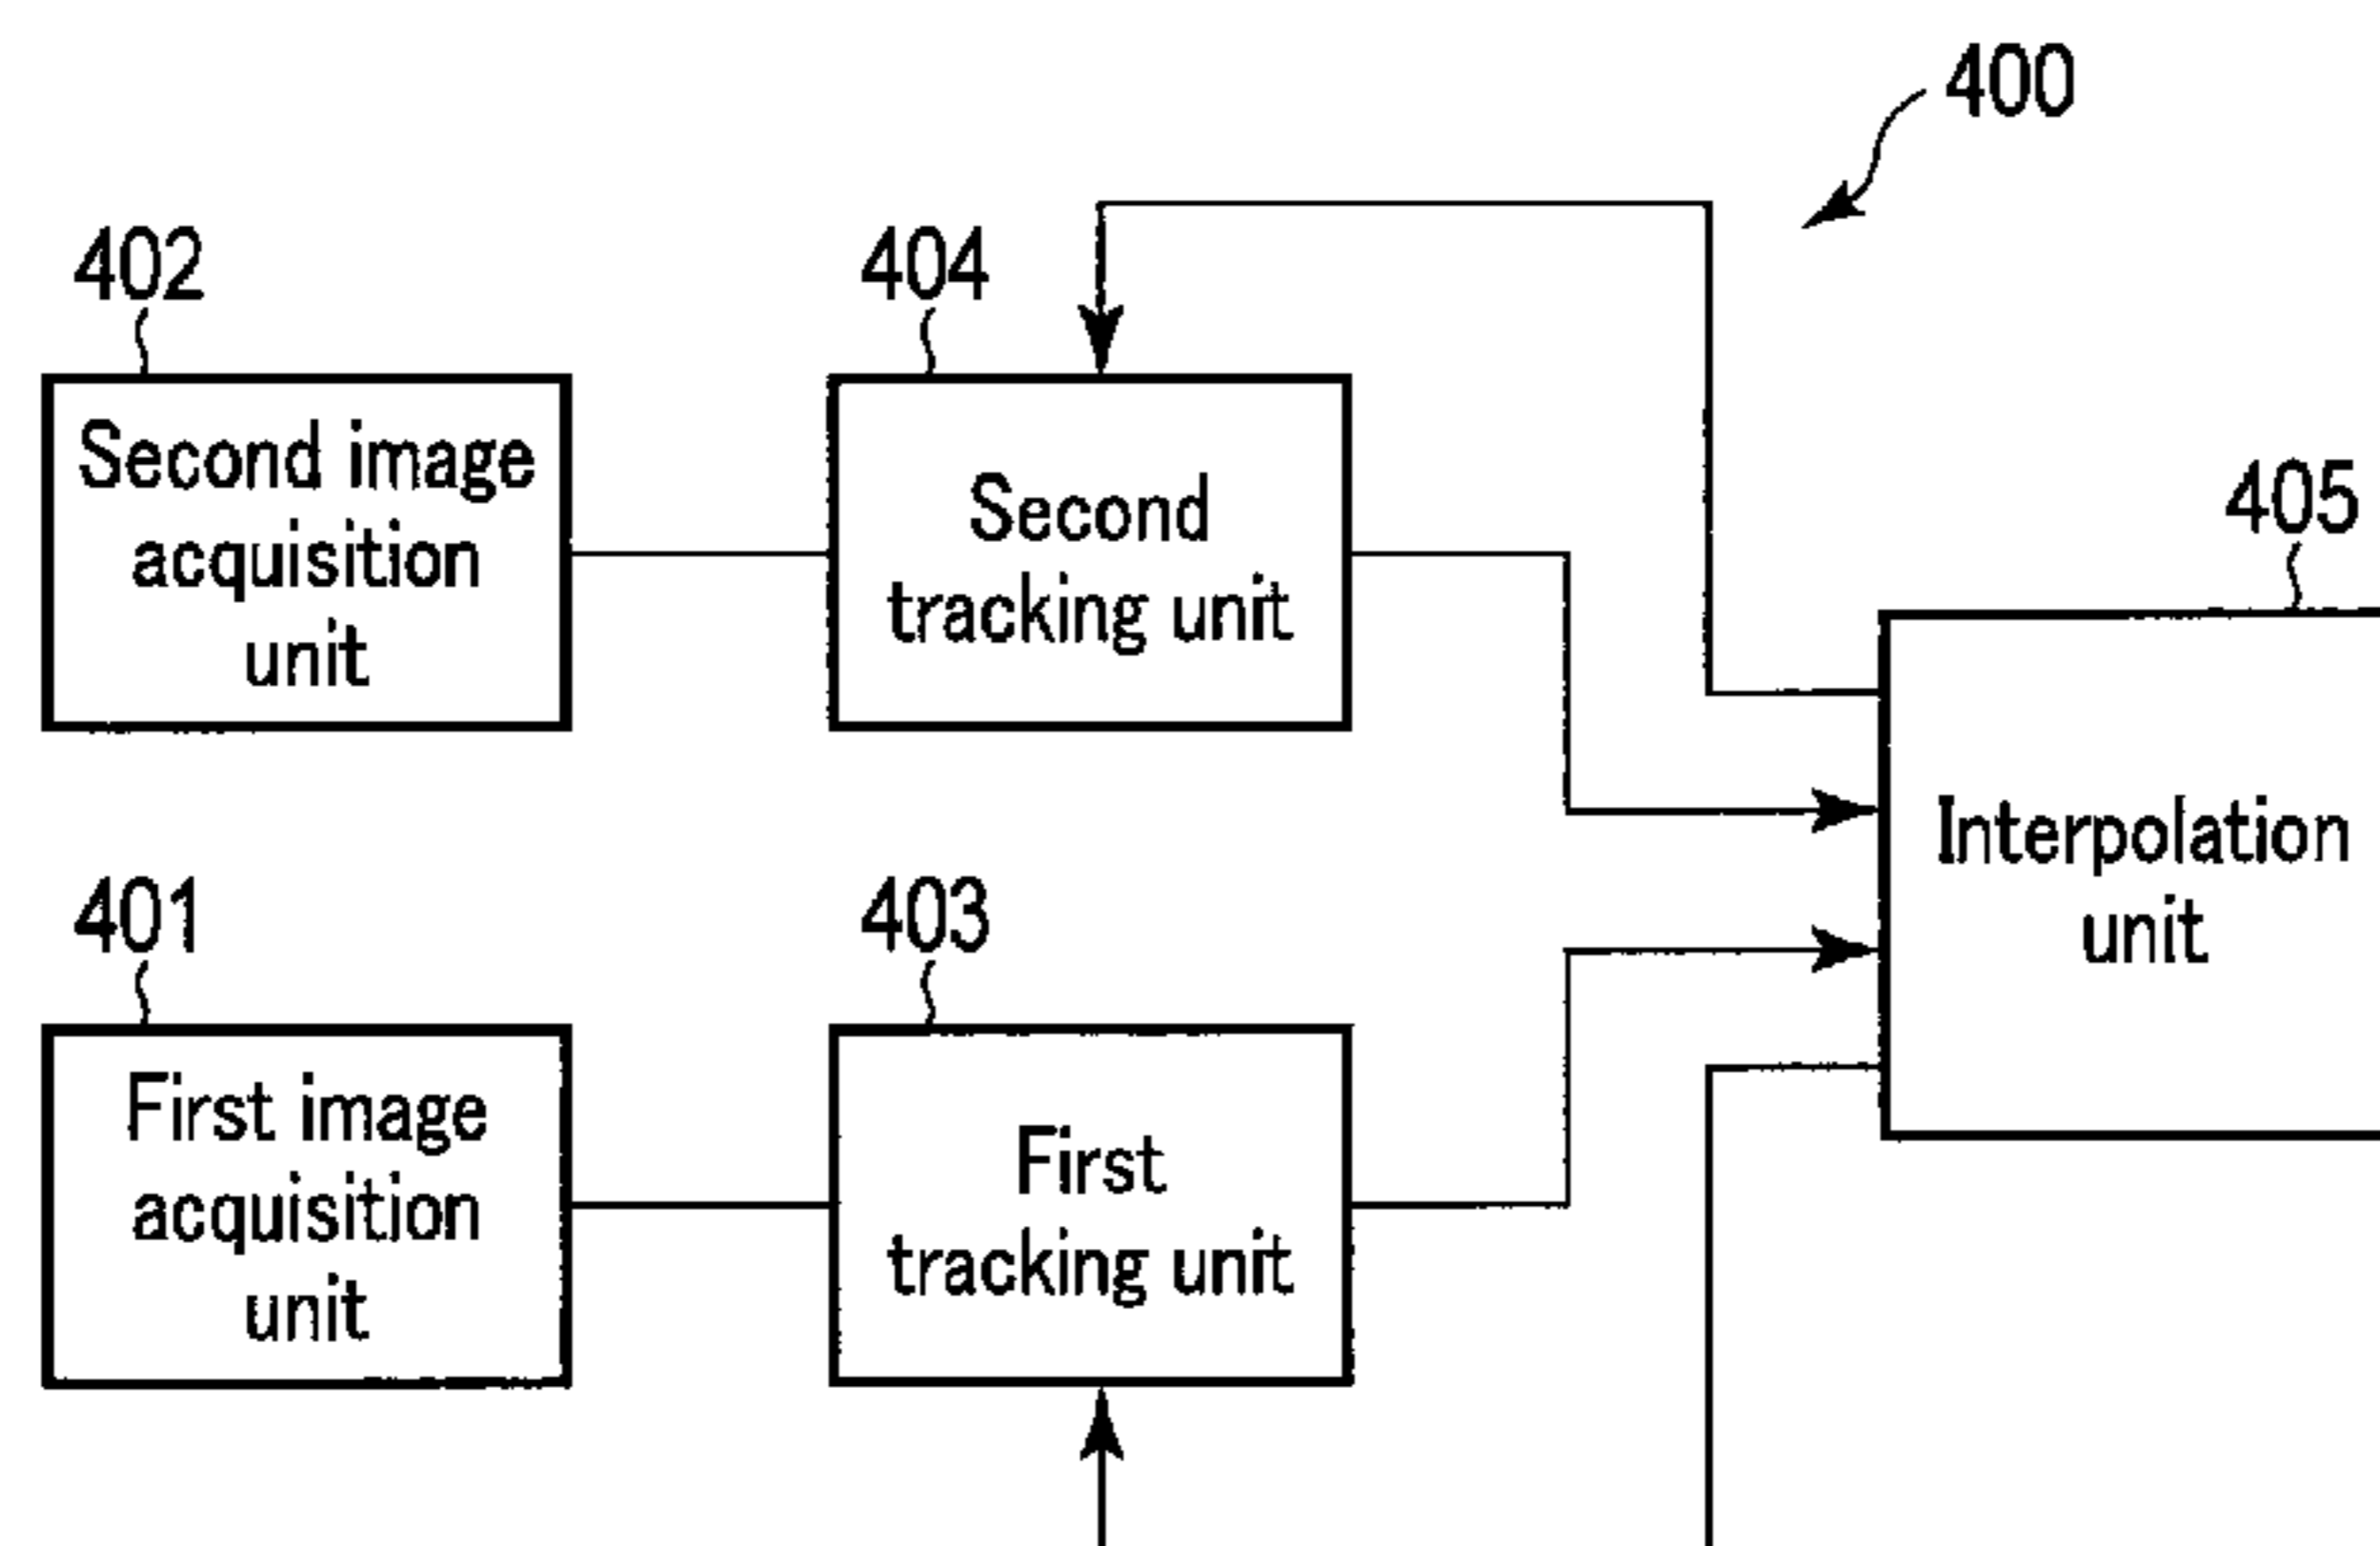 400
402
Second image
acquisition
unit
404
Second
tracking unit
405
Interpolation
unit
401
First image
acquisition
unit
403
First
tracking unit